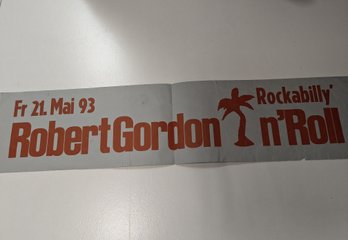 Fr 21. Mai 93
Robert Gordon
Rockabilly'
n'Roll